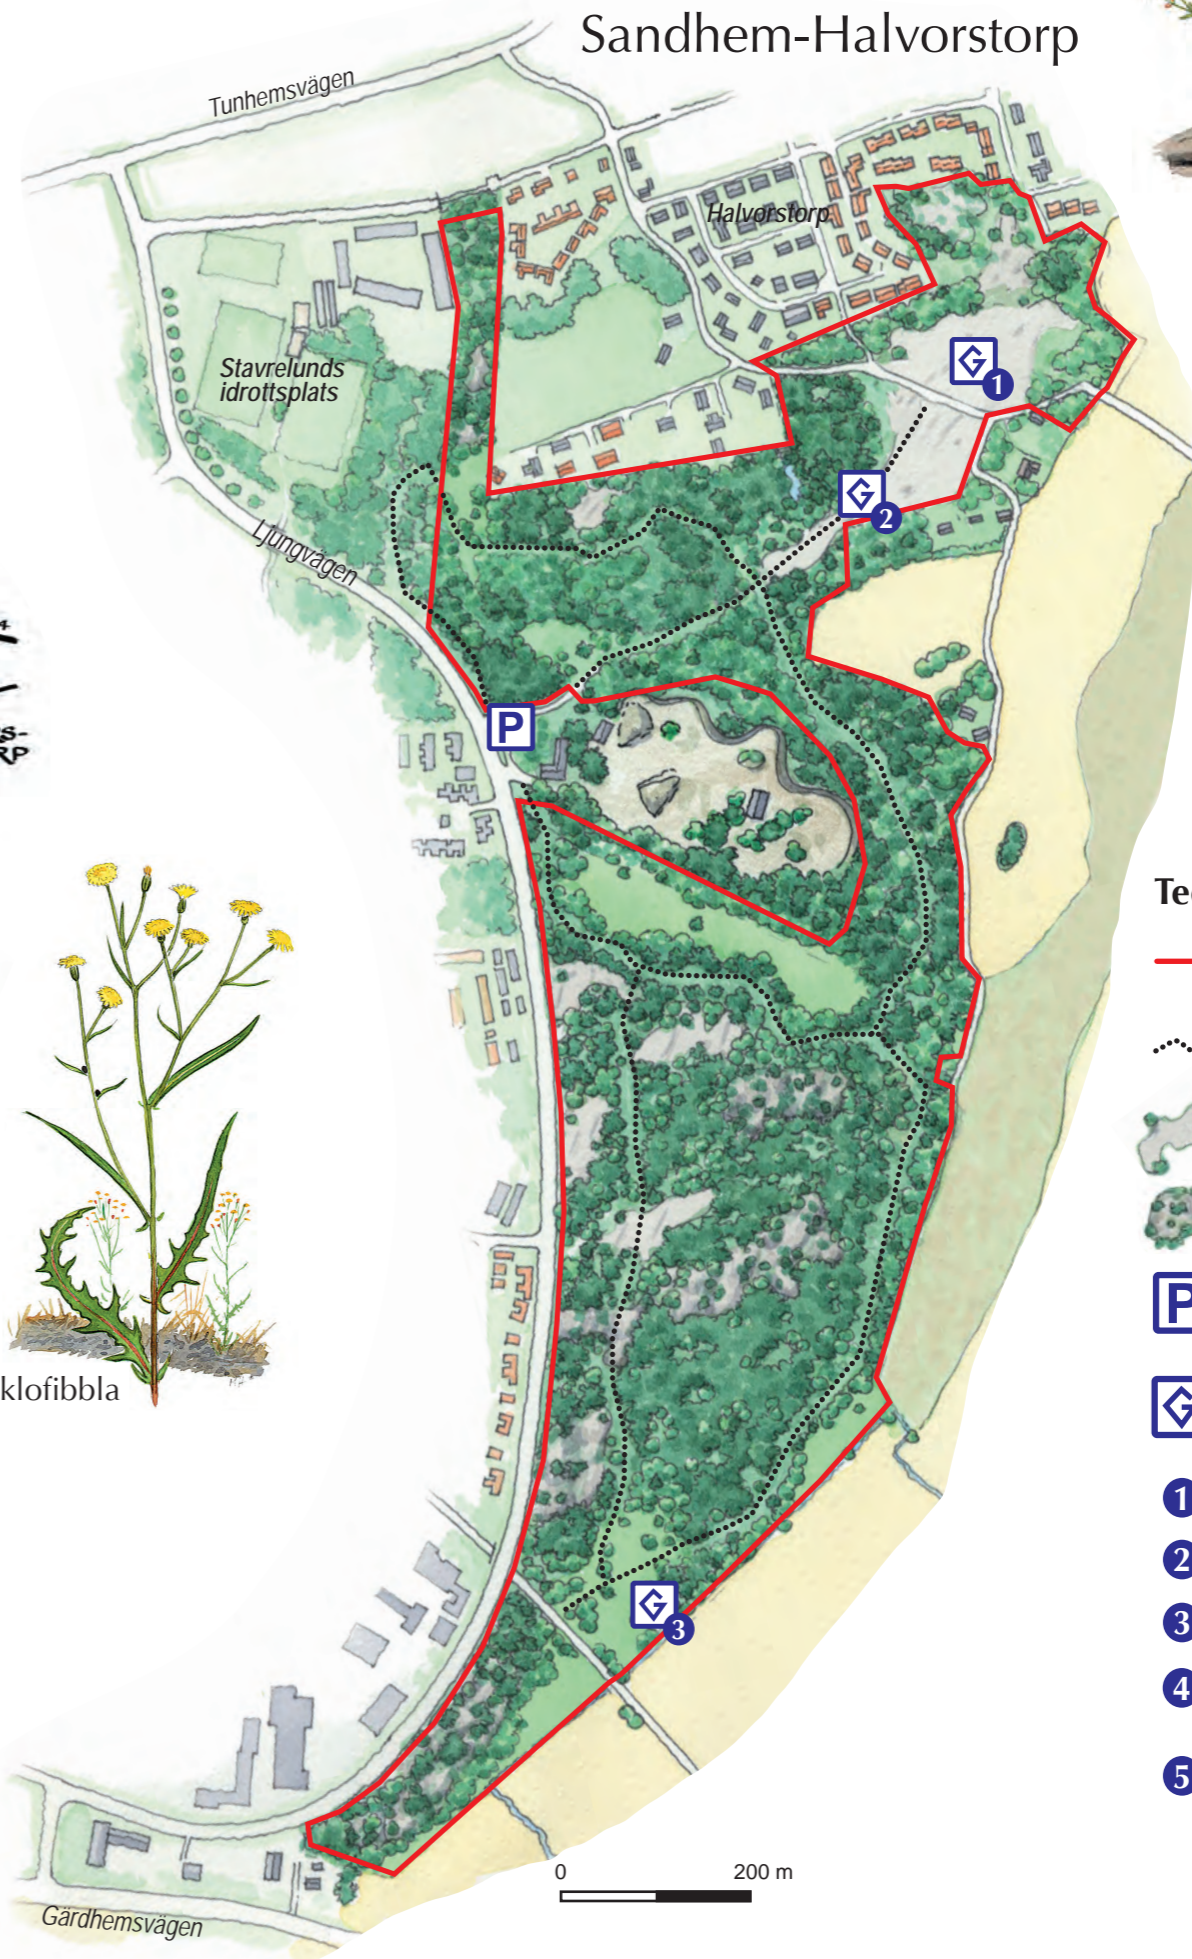 Sandhem-Halvorstorp
Tunhemsvägen
Halvorstorp
G
1
Stavrelunds
idrottsplats
G
2
Ljungvägen
P
klofibbla
G
3
0 200 m
Gärdhemsvägen
P
G
1
2
3
4
5